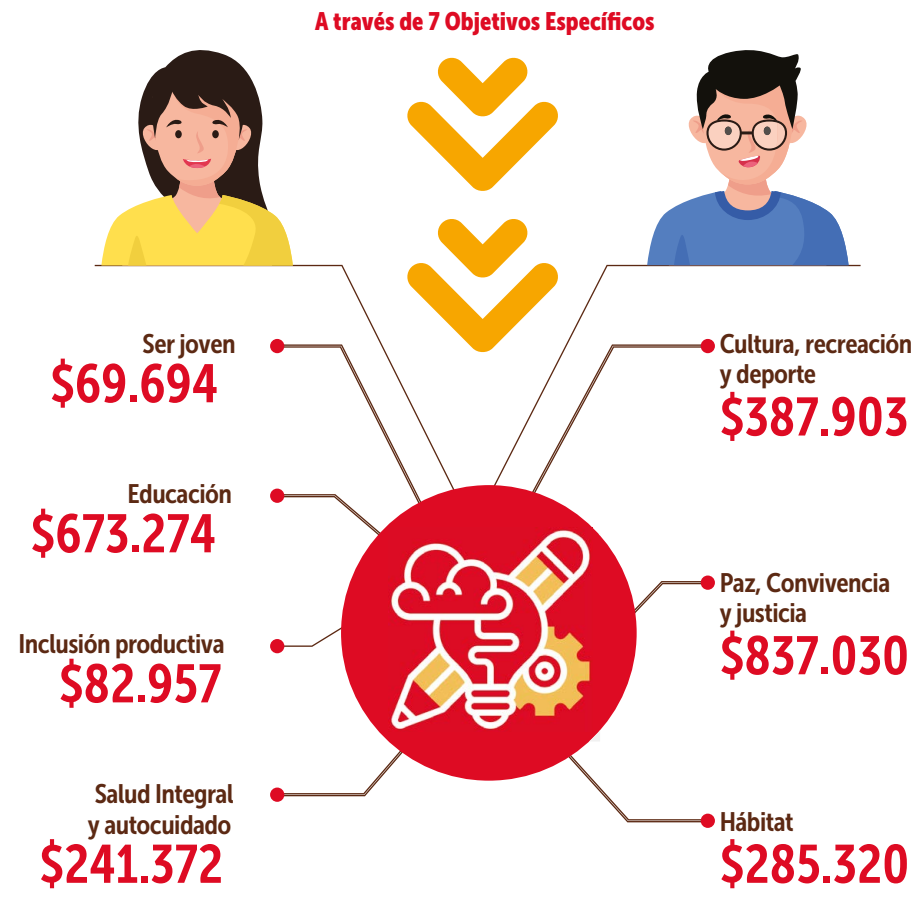 A través de 7 Objetivos Específicos
Ser joven
$69.694
Educación
$673.274
Inclusión productiva
$82.957
Salud Integral
y autocuidado
$241.372
Cultura, recreación
y deporte
$387.903
Paz, Convivencia
y justicia
$837.030
Hábitat
$285.320